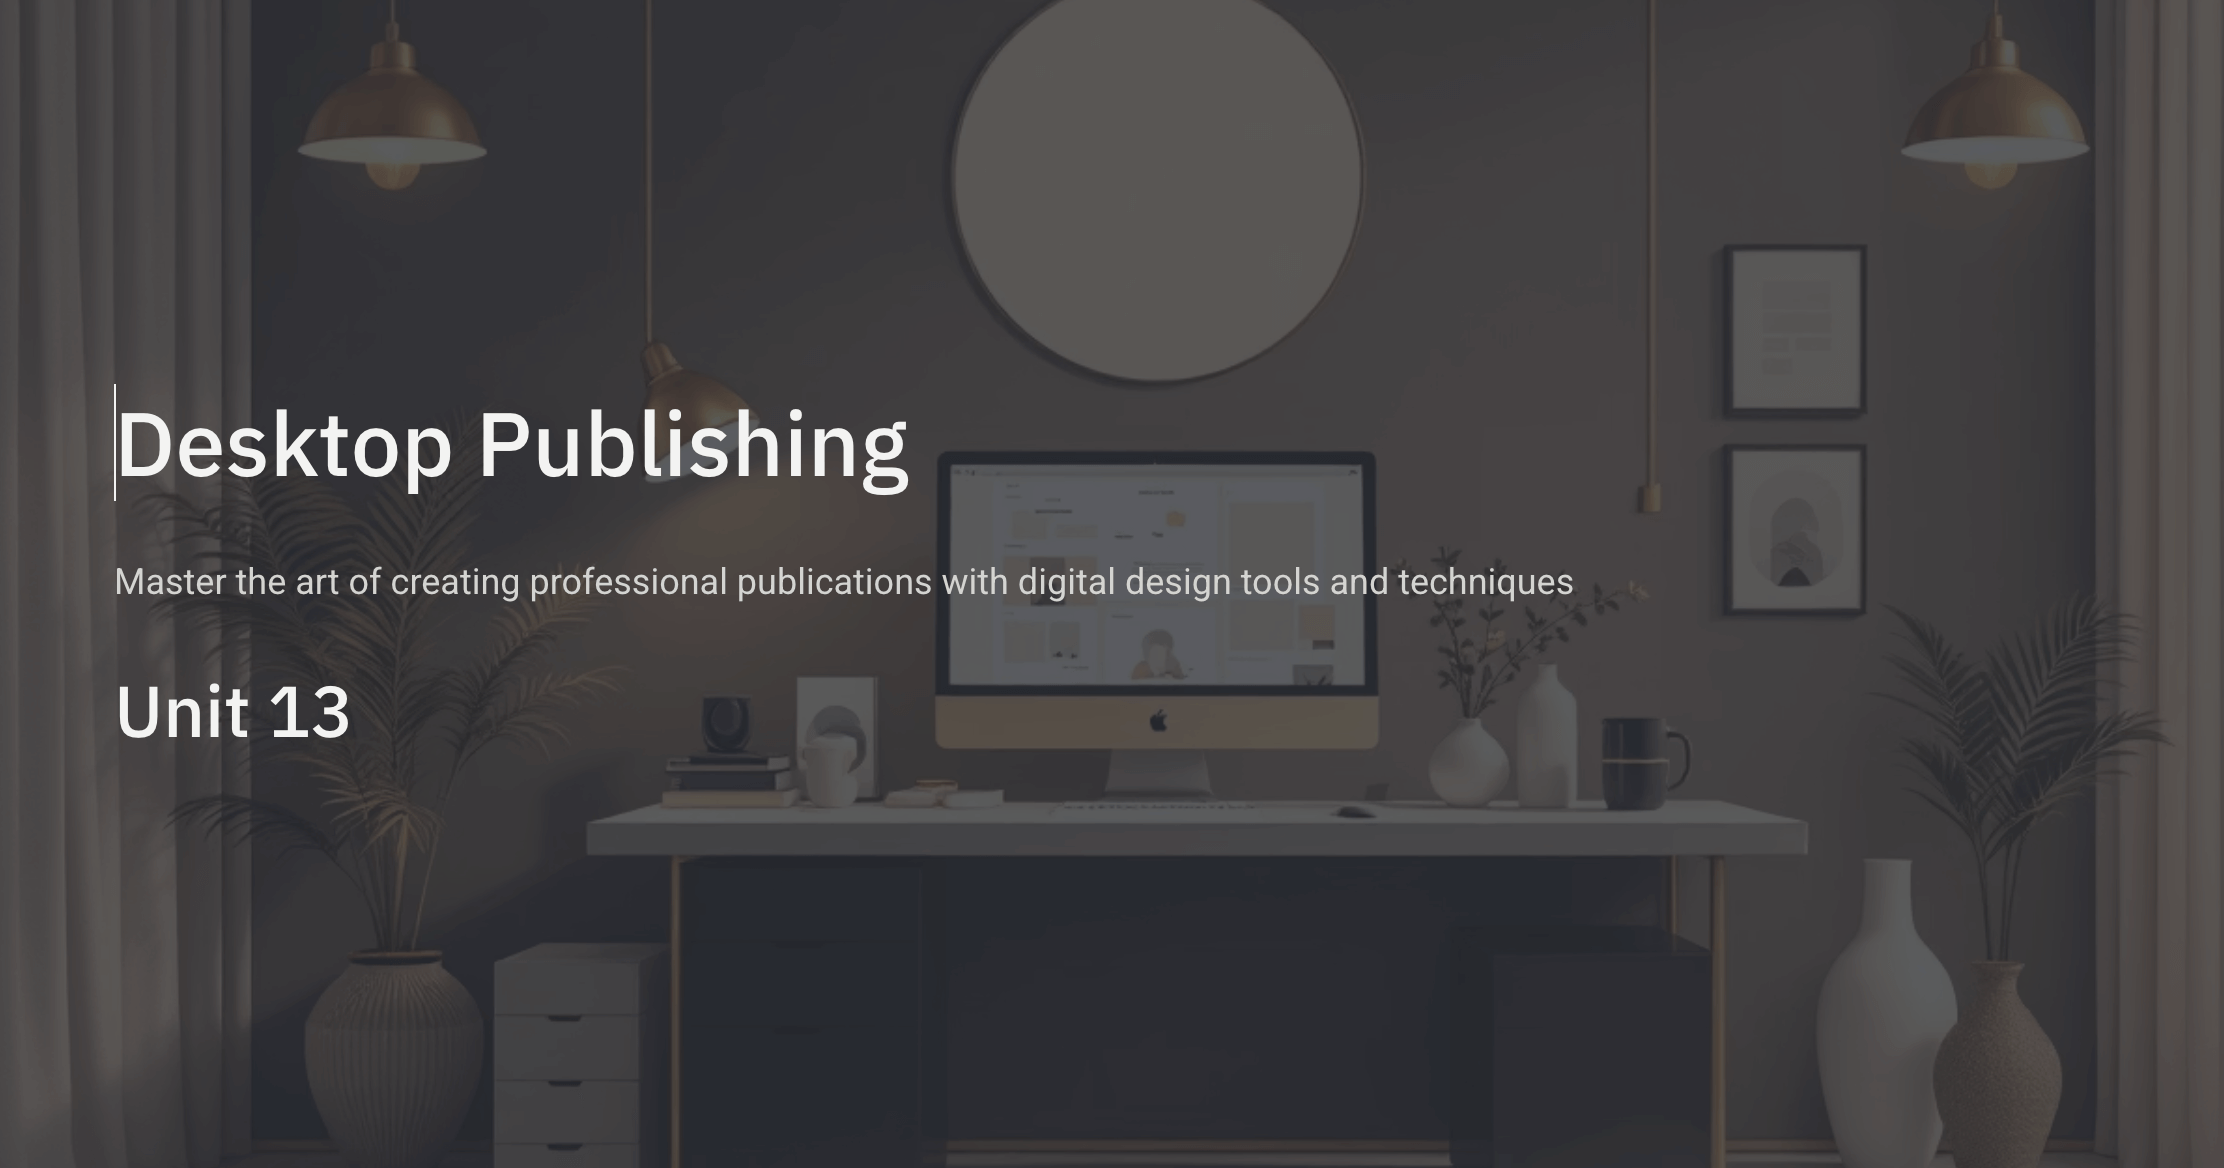 Desktop Publishing
Master the art of creating professional publications with digital design tools and techniques
Unit 13